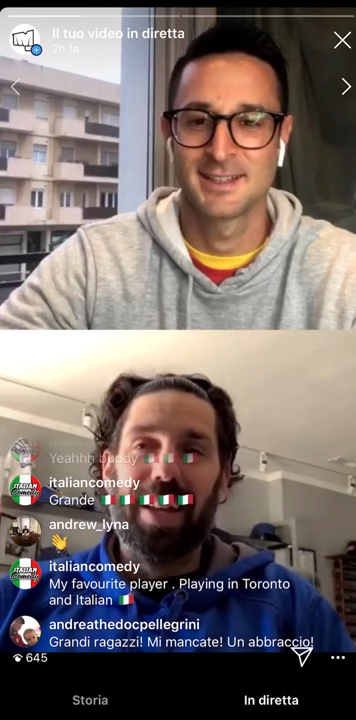 Il tuo video in diretta
2h fa
Yeahhh buddy 🇮🇹 🇮🇹 🇮🇹
italiancomedy
Grande 🇮🇹🇮🇹🇮🇹🇮🇹🇮🇹
andrew_lyna
👋
italiancomedy
My favourite player . Playing in Toronto
and Italian 🇮🇹
andreathedocpellegrini
Grandi ragazzi! Mi mancate! Un abbraccio!
645
Storia
In diretta